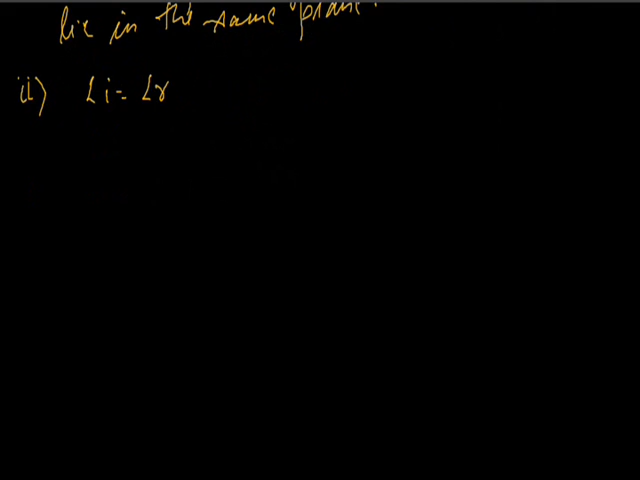 lie in the same plane.
ii) ∠i = ∠r